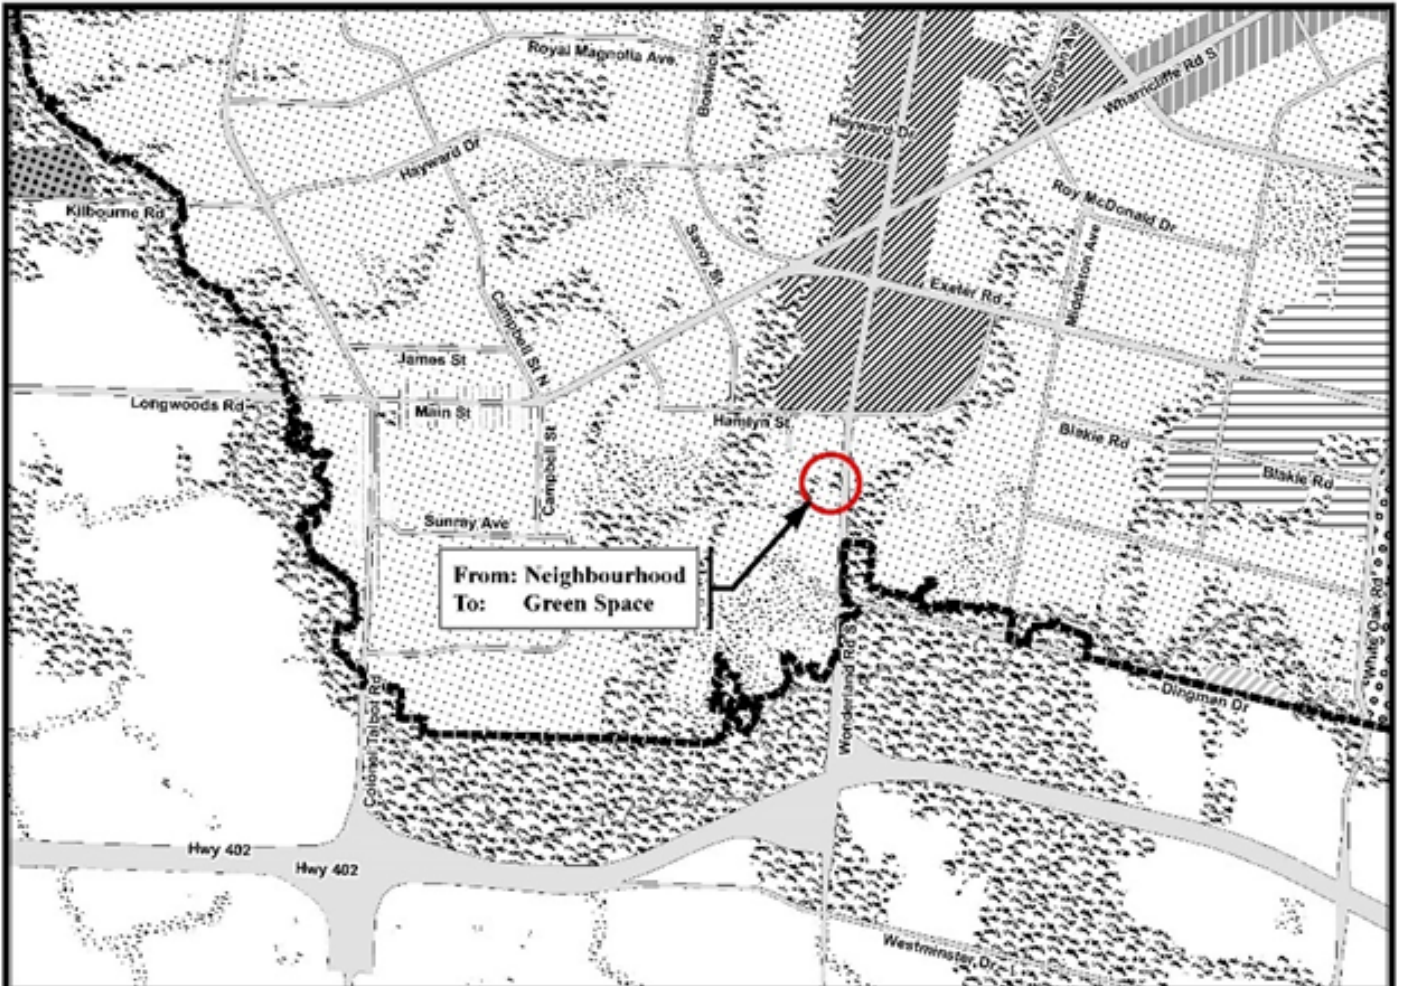 Royal Magnolia Ave
Bostwick Rd
Morgan Ave
Wharncliffe Rd S
Hayward Dr
Hayward Dr
Kilbourne Rd
Roy McDonald Dr
Savoy St
Middleton Ave
Exeter Rd
Campbell St N
James St
Longwoods Rd
Main St
Hamlyn St
Blakie Rd
Blakie Rd
Campbell St
Sunray Ave
From: Neighbourhood
To: Green Space
White Oak Rd
Wonderland Rd S
Dingman Dr
Colonel Talbot Rd
Hwy 402
Hwy 402
Westminster Dr